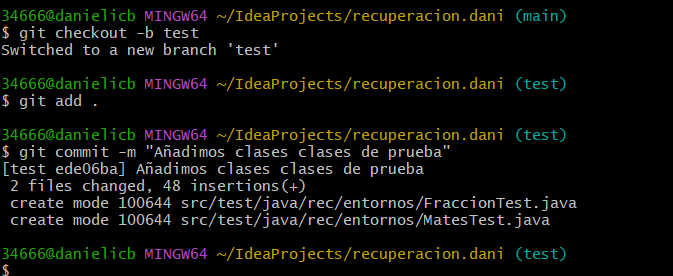 34666@danielicb MINGW64 ~/IdeaProjects/recuperacion.dani (main)
$ git checkout -b test
Switched to a new branch 'test'
34666@danielicb MINGW64 ~/IdeaProjects/recuperacion.dani (test)
$ git add .
34666@danielicb MINGW64 ~/IdeaProjects/recuperacion.dani (test)
$ git commit -m "Añadimos clases clases de prueba"
[test ede06ba] Añadimos clases clases de prueba
 2 files changed, 48 insertions(+)
 create mode 100644 src/test/java/rec/entornos/FraccionTest.java
 create mode 100644 src/test/java/rec/entornos/MatesTest.java
34666@danielicb MINGW64 ~/IdeaProjects/recuperacion.dani (test)
$